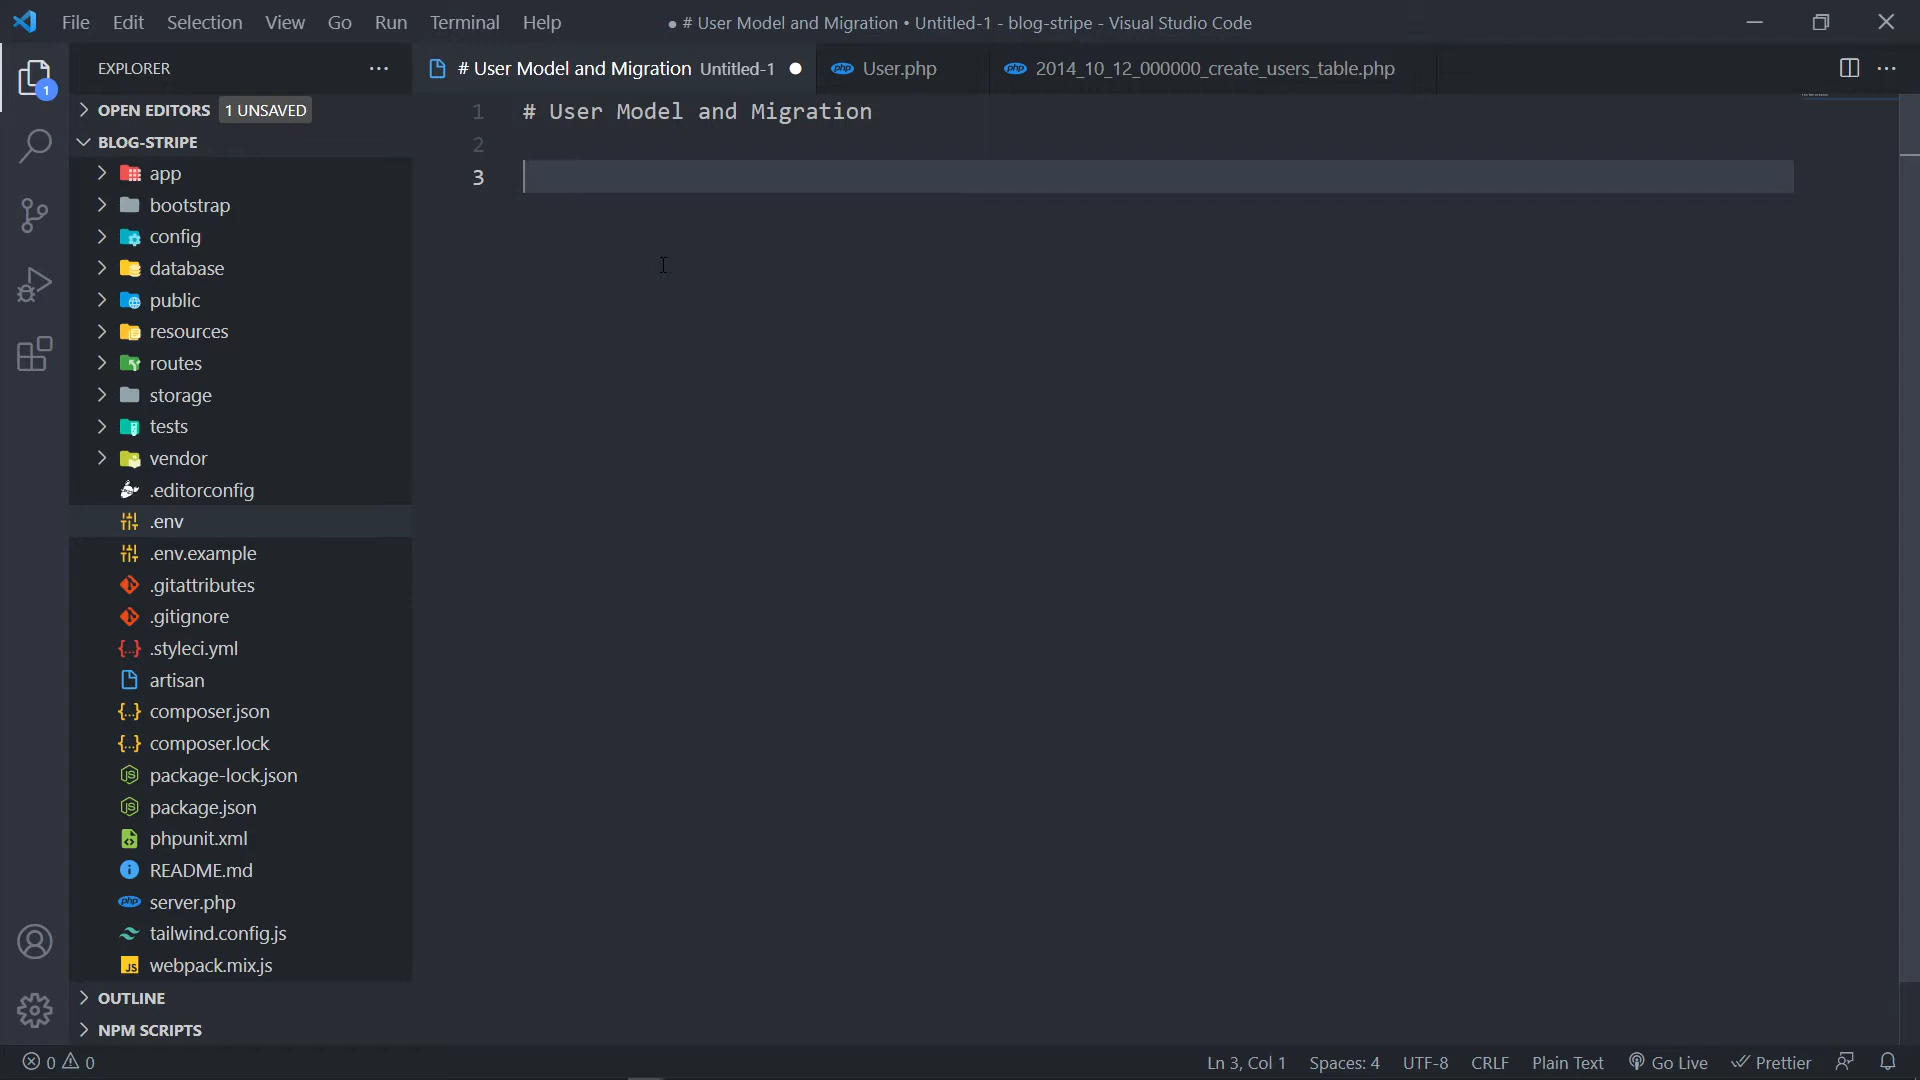 File Edit Selection View Go Run Terminal Help
● # User Model and Migration • Untitled-1 - blog-stripe - Visual Studio Code
EXPLORER
# User Model and Migration Untitled-1
User.php
2014_10_12_000000_create_users_table.php
1
OPEN EDITORS 1 UNSAVED
BLOG-STRIPE
app
bootstrap
config
database
public
resources
routes
storage
tests
vendor
.editorconfig
.env
.env.example
.gitattributes
.gitignore
.styleci.yml
artisan
composer.json
composer.lock
package-lock.json
package.json
phpunit.xml
README.md
server.php
tailwind.config.js
webpack.mix.js
OUTLINE
NPM SCRIPTS
1 # User Model and Migration
2
3
0 0
Ln 3, Col 1 Spaces: 4 UTF-8 CRLF Plain Text Go Live Prettier